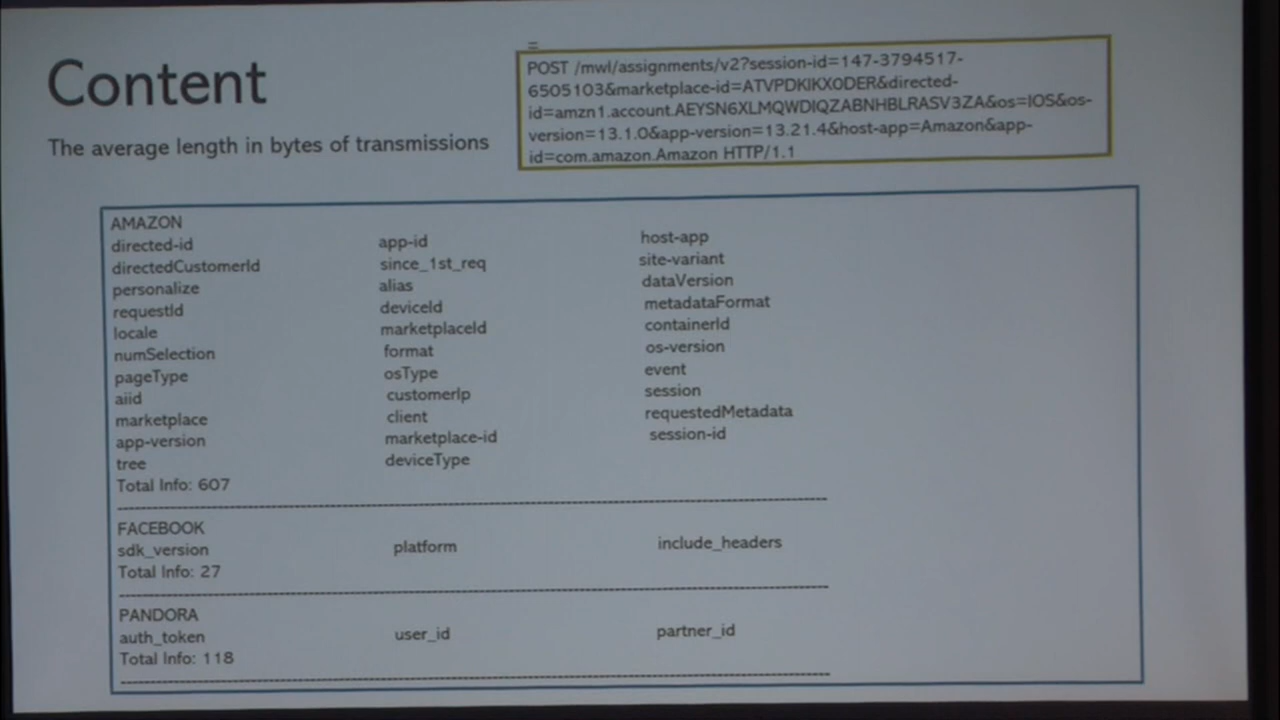 Content
The average length in bytes of transmissions
=
POST /mwl/assignments/v2?session-id=147-3794517-
6505103&marketplace-id=ATVPDKIKX0DER&directed-
id=amzn1.account.AEYSN6XLMQWDIQZABNHBLRASV3ZA&os=IOS&os-
version=13.1.0&app-version=13.21.4&host-app=Amazon&app-
id=com.amazon.Amazon HTTP/1.1
AMAZON
directed-id app-id host-app
directedCustomerId since_1st_req site-variant
personalize alias dataVersion
requestId deviceId metadataFormat
locale marketplaceId containerId
numSelection format os-version
pageType osType event
aiid customerIp session
marketplace client requestedMetadata
app-version marketplace-id session-id
tree deviceType
Total Info: 607
--------------------------------------------------
FACEBOOK
sdk_version platform include_headers
Total Info: 27
--------------------------------------------------
PANDORA
auth_token user_id partner_id
Total Info: 118
--------------------------------------------------